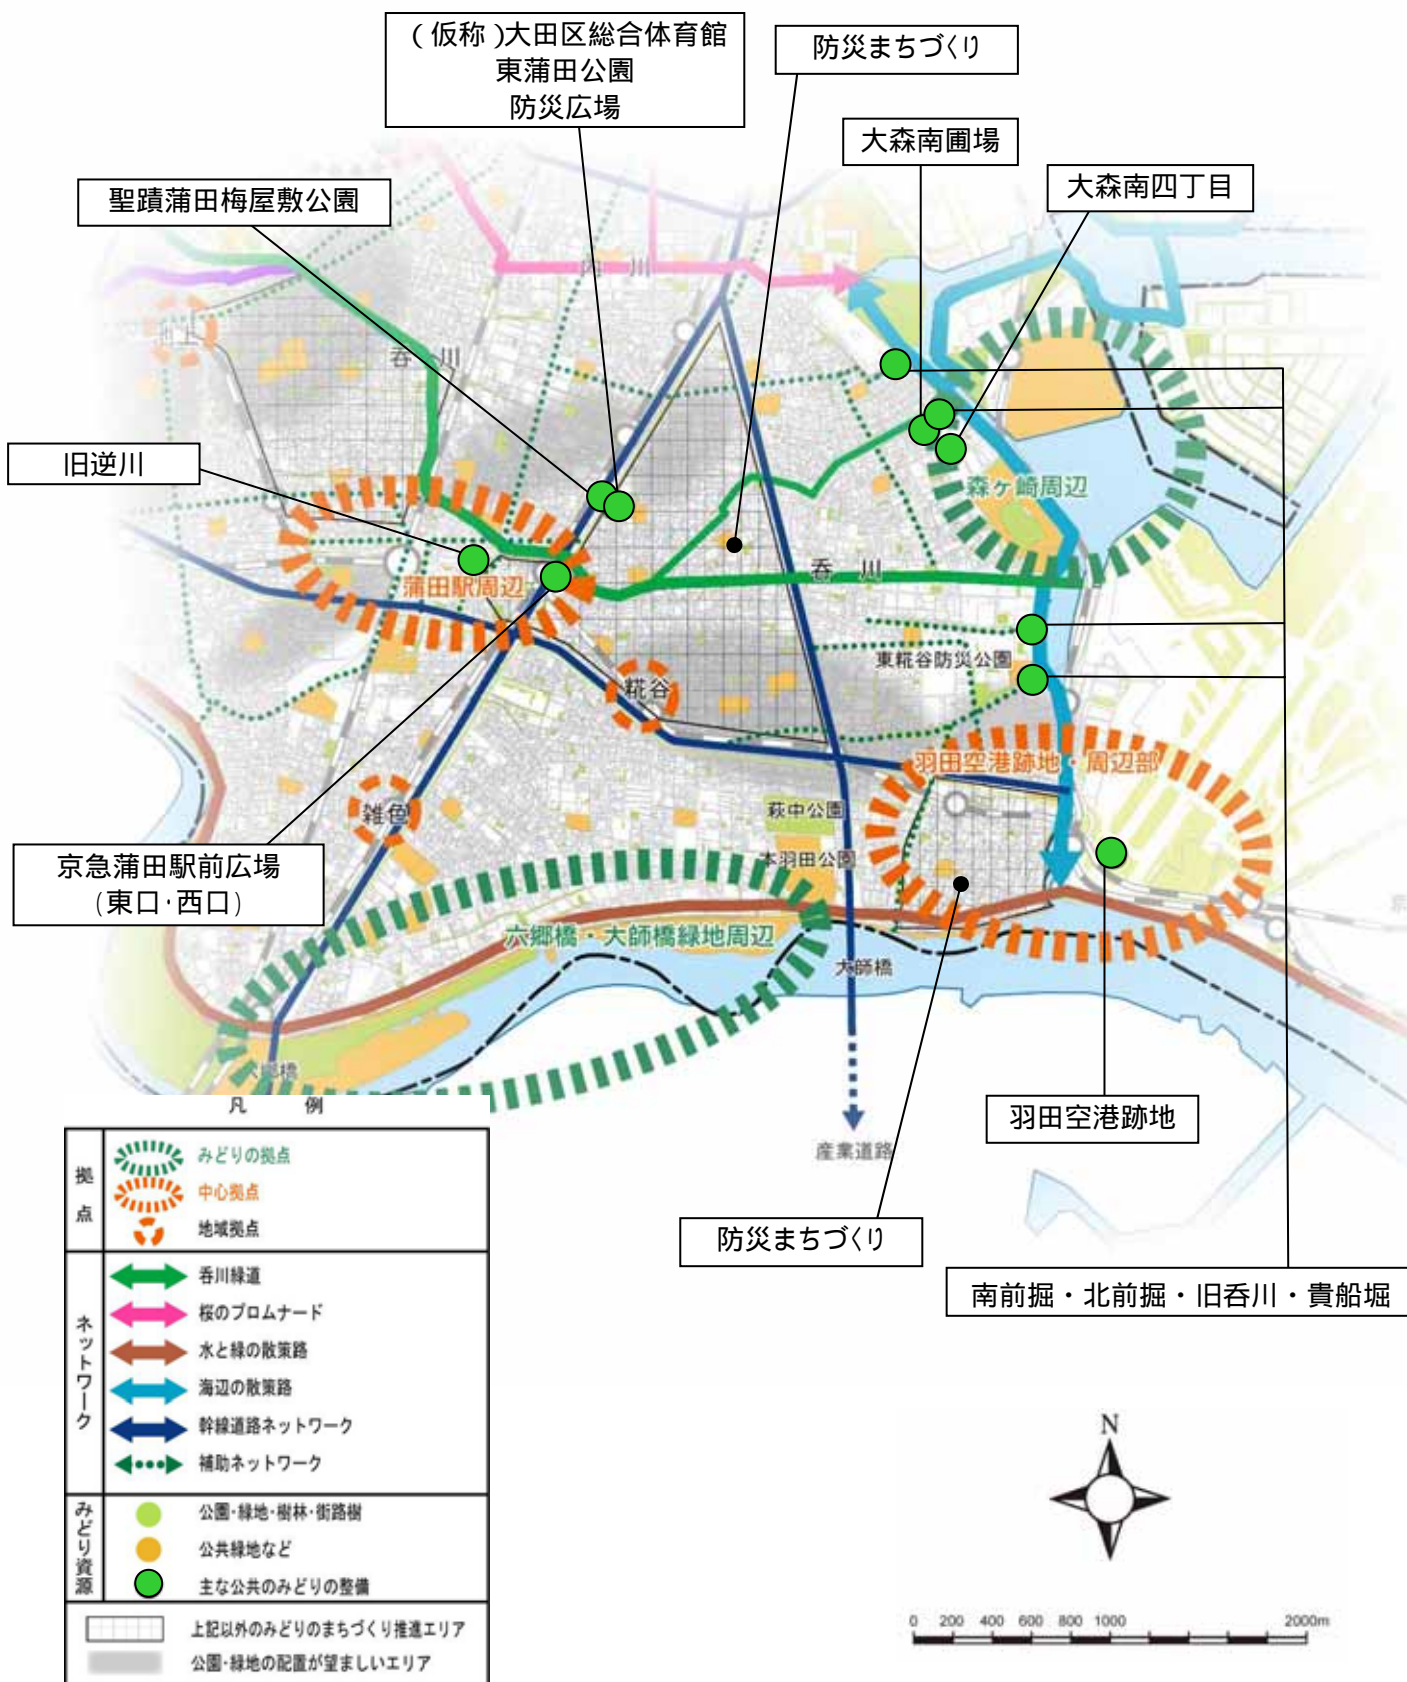 (仮称)大田区総合体育館
東蒲田公園
防災広場
防災まちづくり
大森南圃場
大森南四丁目
聖蹟蒲田梅屋敷公園
内 川
池上
呑 川
旧逆川
森ヶ崎周辺
呑 川
蒲田駅周辺
東糀谷防災公園
糀谷
羽田空港跡地・周辺部
雑色
萩中公園
本羽田公園
京急蒲田駅前広場
(東口・西口)
六郷橋・大師橋緑地周辺
大師橋
六郷橋
産業道路
羽田空港跡地
防災まちづくり
南前掘・北前掘・旧呑川・貴船堀
凡 例
拠点
みどりの拠点
中心拠点
地域拠点
ネットワーク
呑川緑道
桜のプロムナード
水と緑の散策路
海辺の散策路
幹線道路ネットワーク
補助ネットワーク
みどり資源
公園・緑地・樹林・街路樹
公共緑地など
主な公共のみどりの整備
上記以外のみどりのまちづくり推進エリア
公園・緑地の配置が望ましいエリア
N
0 200 400 600 800 1000 2000m